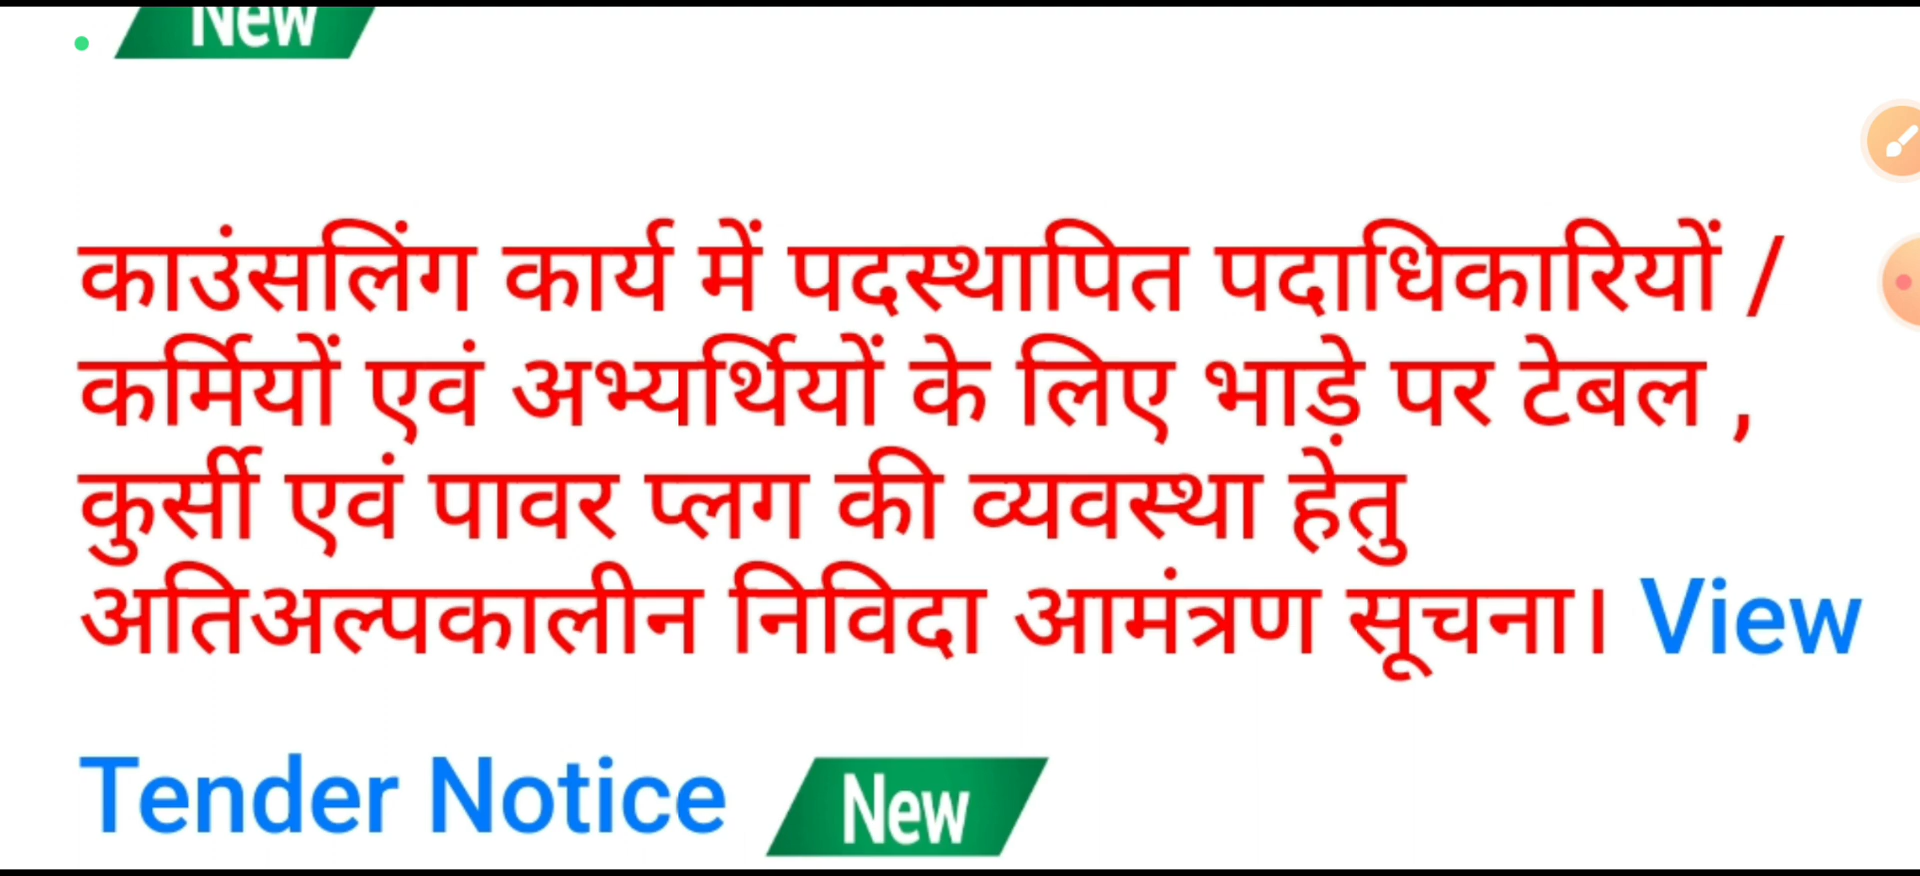 New
काउंसलिंग कार्य में पदस्थापित पदाधिकारियों /
कर्मियों एवं अभ्यर्थियों के लिए भाड़े पर टेबल ,
कुर्सी एवं पावर प्लग की व्यवस्था हेतु
अतिअल्पकालीन निविदा आमंत्रण सूचना। View
Tender Notice New